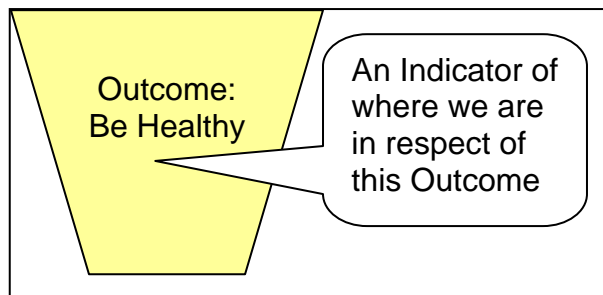 Outcome:
Be Healthy
An Indicator of
where we are
in respect of
this Outcome